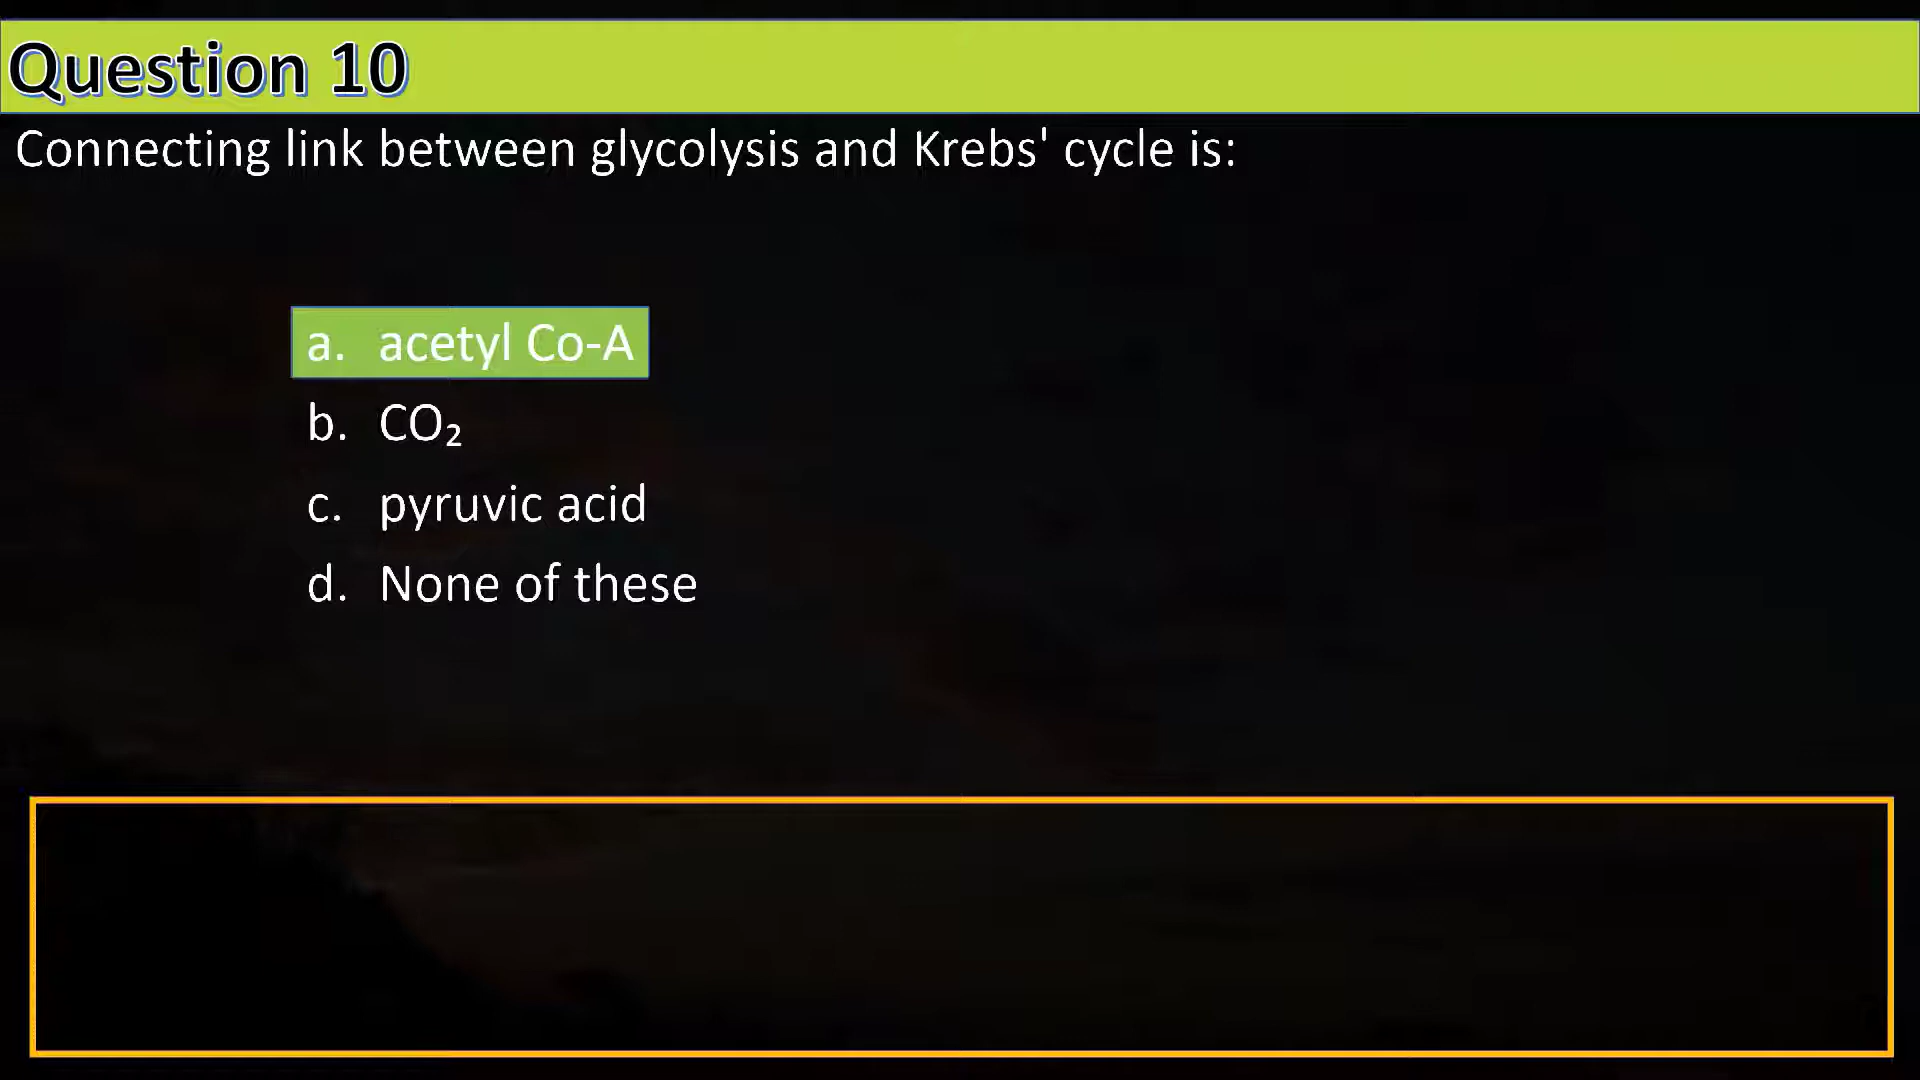 Question 10
Connecting link between glycolysis and Krebs' cycle is:
a. acetyl Co-A
b. CO₂
c. pyruvic acid
d. None of these